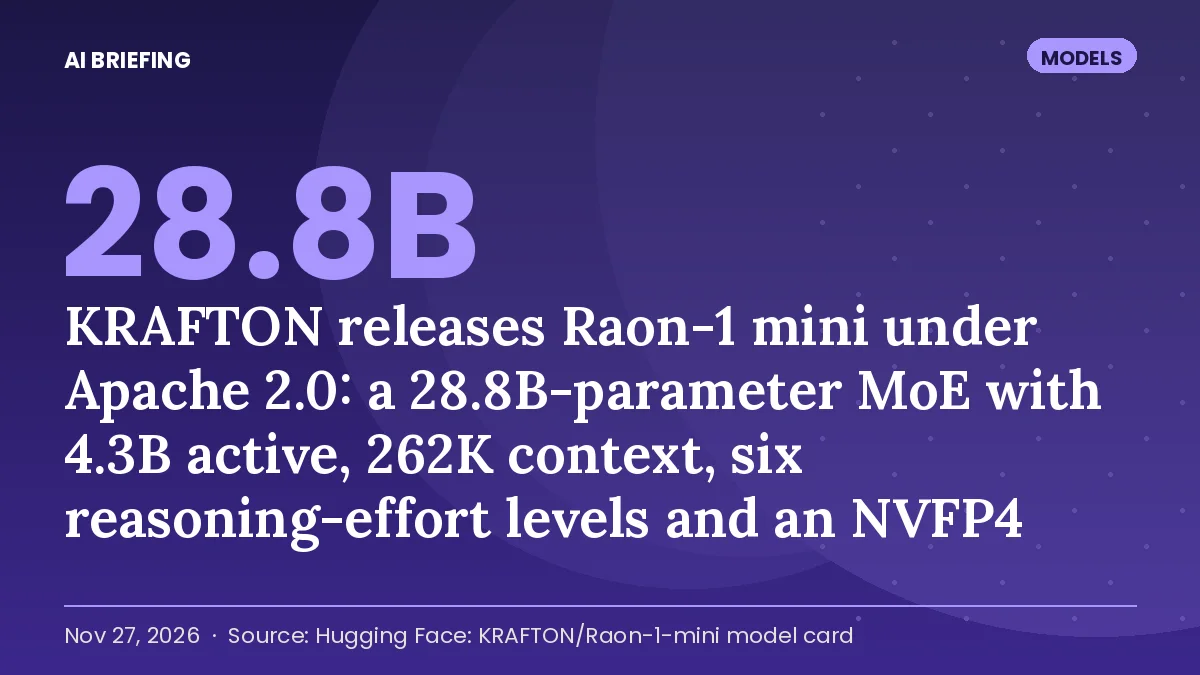 AI BRIEFING
MODELS
28.8B
KRAFTON releases Raon-1 mini under
Apache 2.0: a 28.8B-parameter MoE with
4.3B active, 262K context, six
reasoning-effort levels and an NVFP4
Nov 27, 2026 · Source: Hugging Face: KRAFTON/Raon-1-mini model card